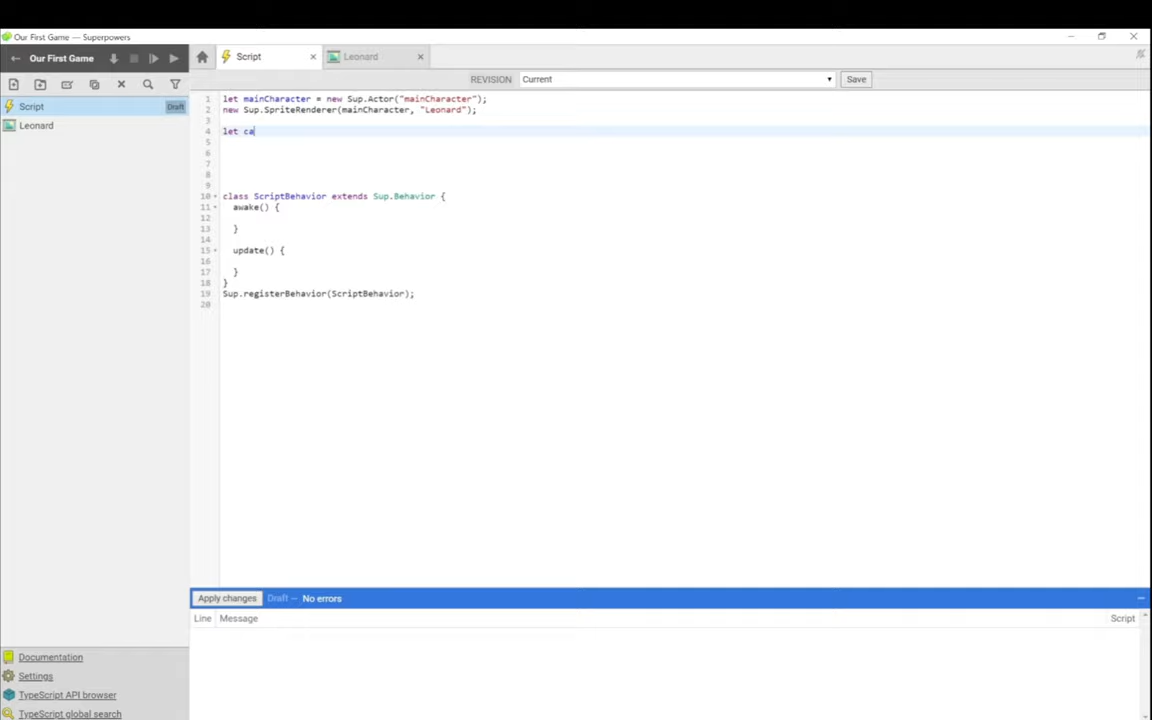 Our First Game — Superpowers
Our First Game
Script
Leonard
REVISION Current Save
Script Draft
Leonard
1 let mainCharacter = new Sup.Actor("mainCharacter");
2 new Sup.SpriteRenderer(mainCharacter, "Leonard");
3
4 let ca
5
6
7
8
9
10 class ScriptBehavior extends Sup.Behavior {
11 awake() {
12
13 }
14
15 update() {
16
17 }
18 }
19 Sup.registerBehavior(ScriptBehavior);
20
Apply changes Draft — No errors
Line Message Script
Documentation
Settings
TypeScript API browser
TypeScript global search